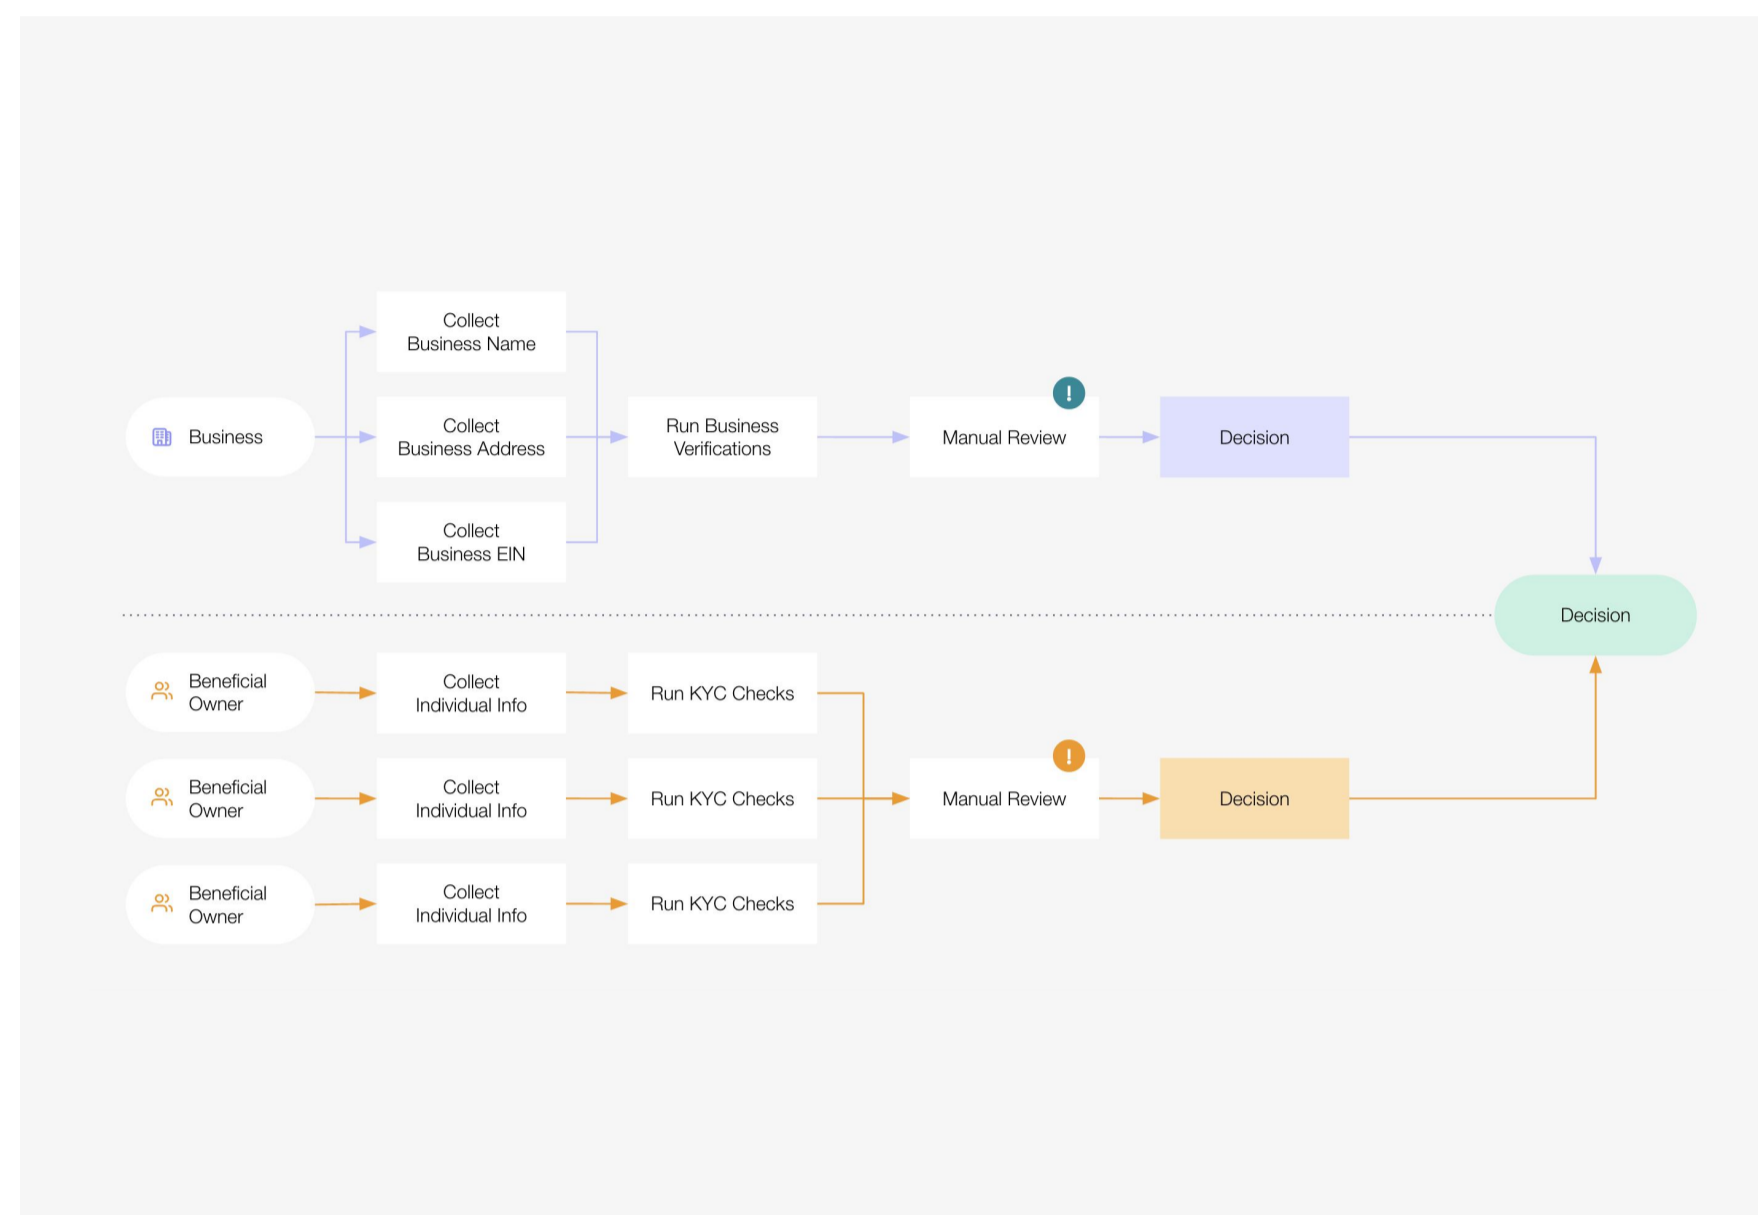 Collect
Business Name
Business
Collect
Business Address
Run Business
Verifications
!
Manual Review
Decision
Collect
Business EIN
Decision
Beneficial
Owner
Collect
Individual Info
Run KYC Checks
Beneficial
Owner
Collect
Individual Info
Run KYC Checks
!
Manual Review
Decision
Beneficial
Owner
Collect
Individual Info
Run KYC Checks